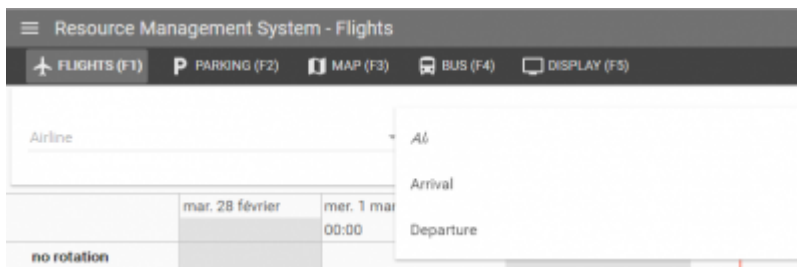 Resource Management System - Flights
FLIGHTS (F1) P PARKING (F2) MAP (F3) BUS (F4) DISPLAY (F5)
Airline
All
Arrival
Departure
mar. 28 février mer. 1 mar
00:00
no rotation